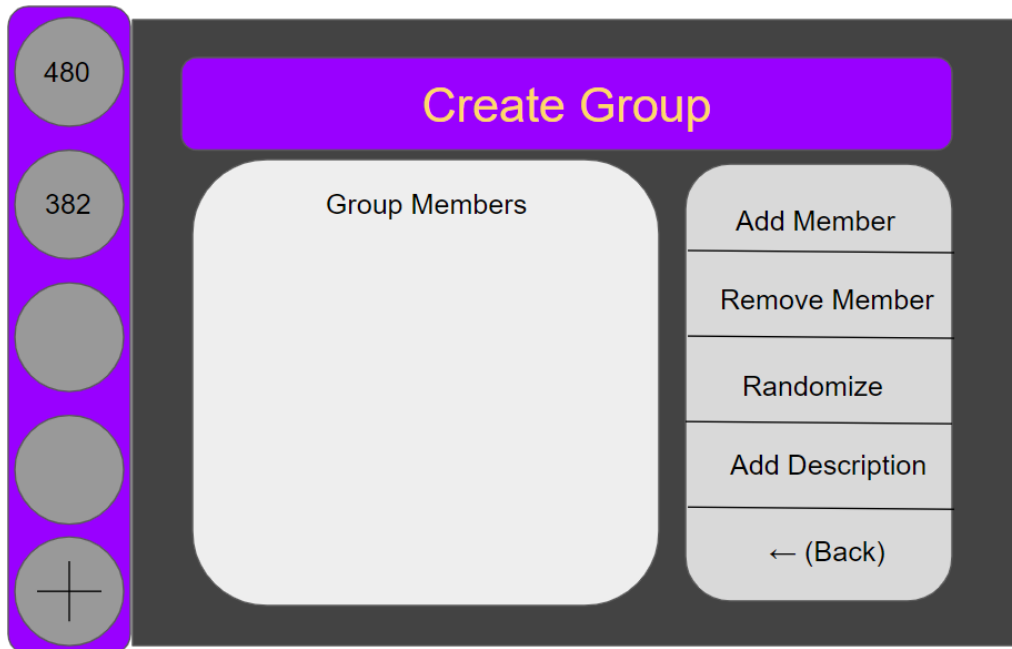 480
382
Create Group
Group Members
Add Member
Remove Member
Randomize
Add Description
← (Back)